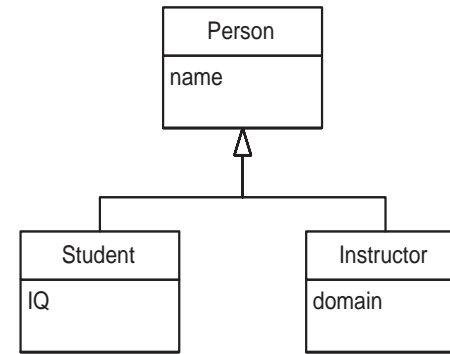 Person
name
Student
IQ
Instructor
domain